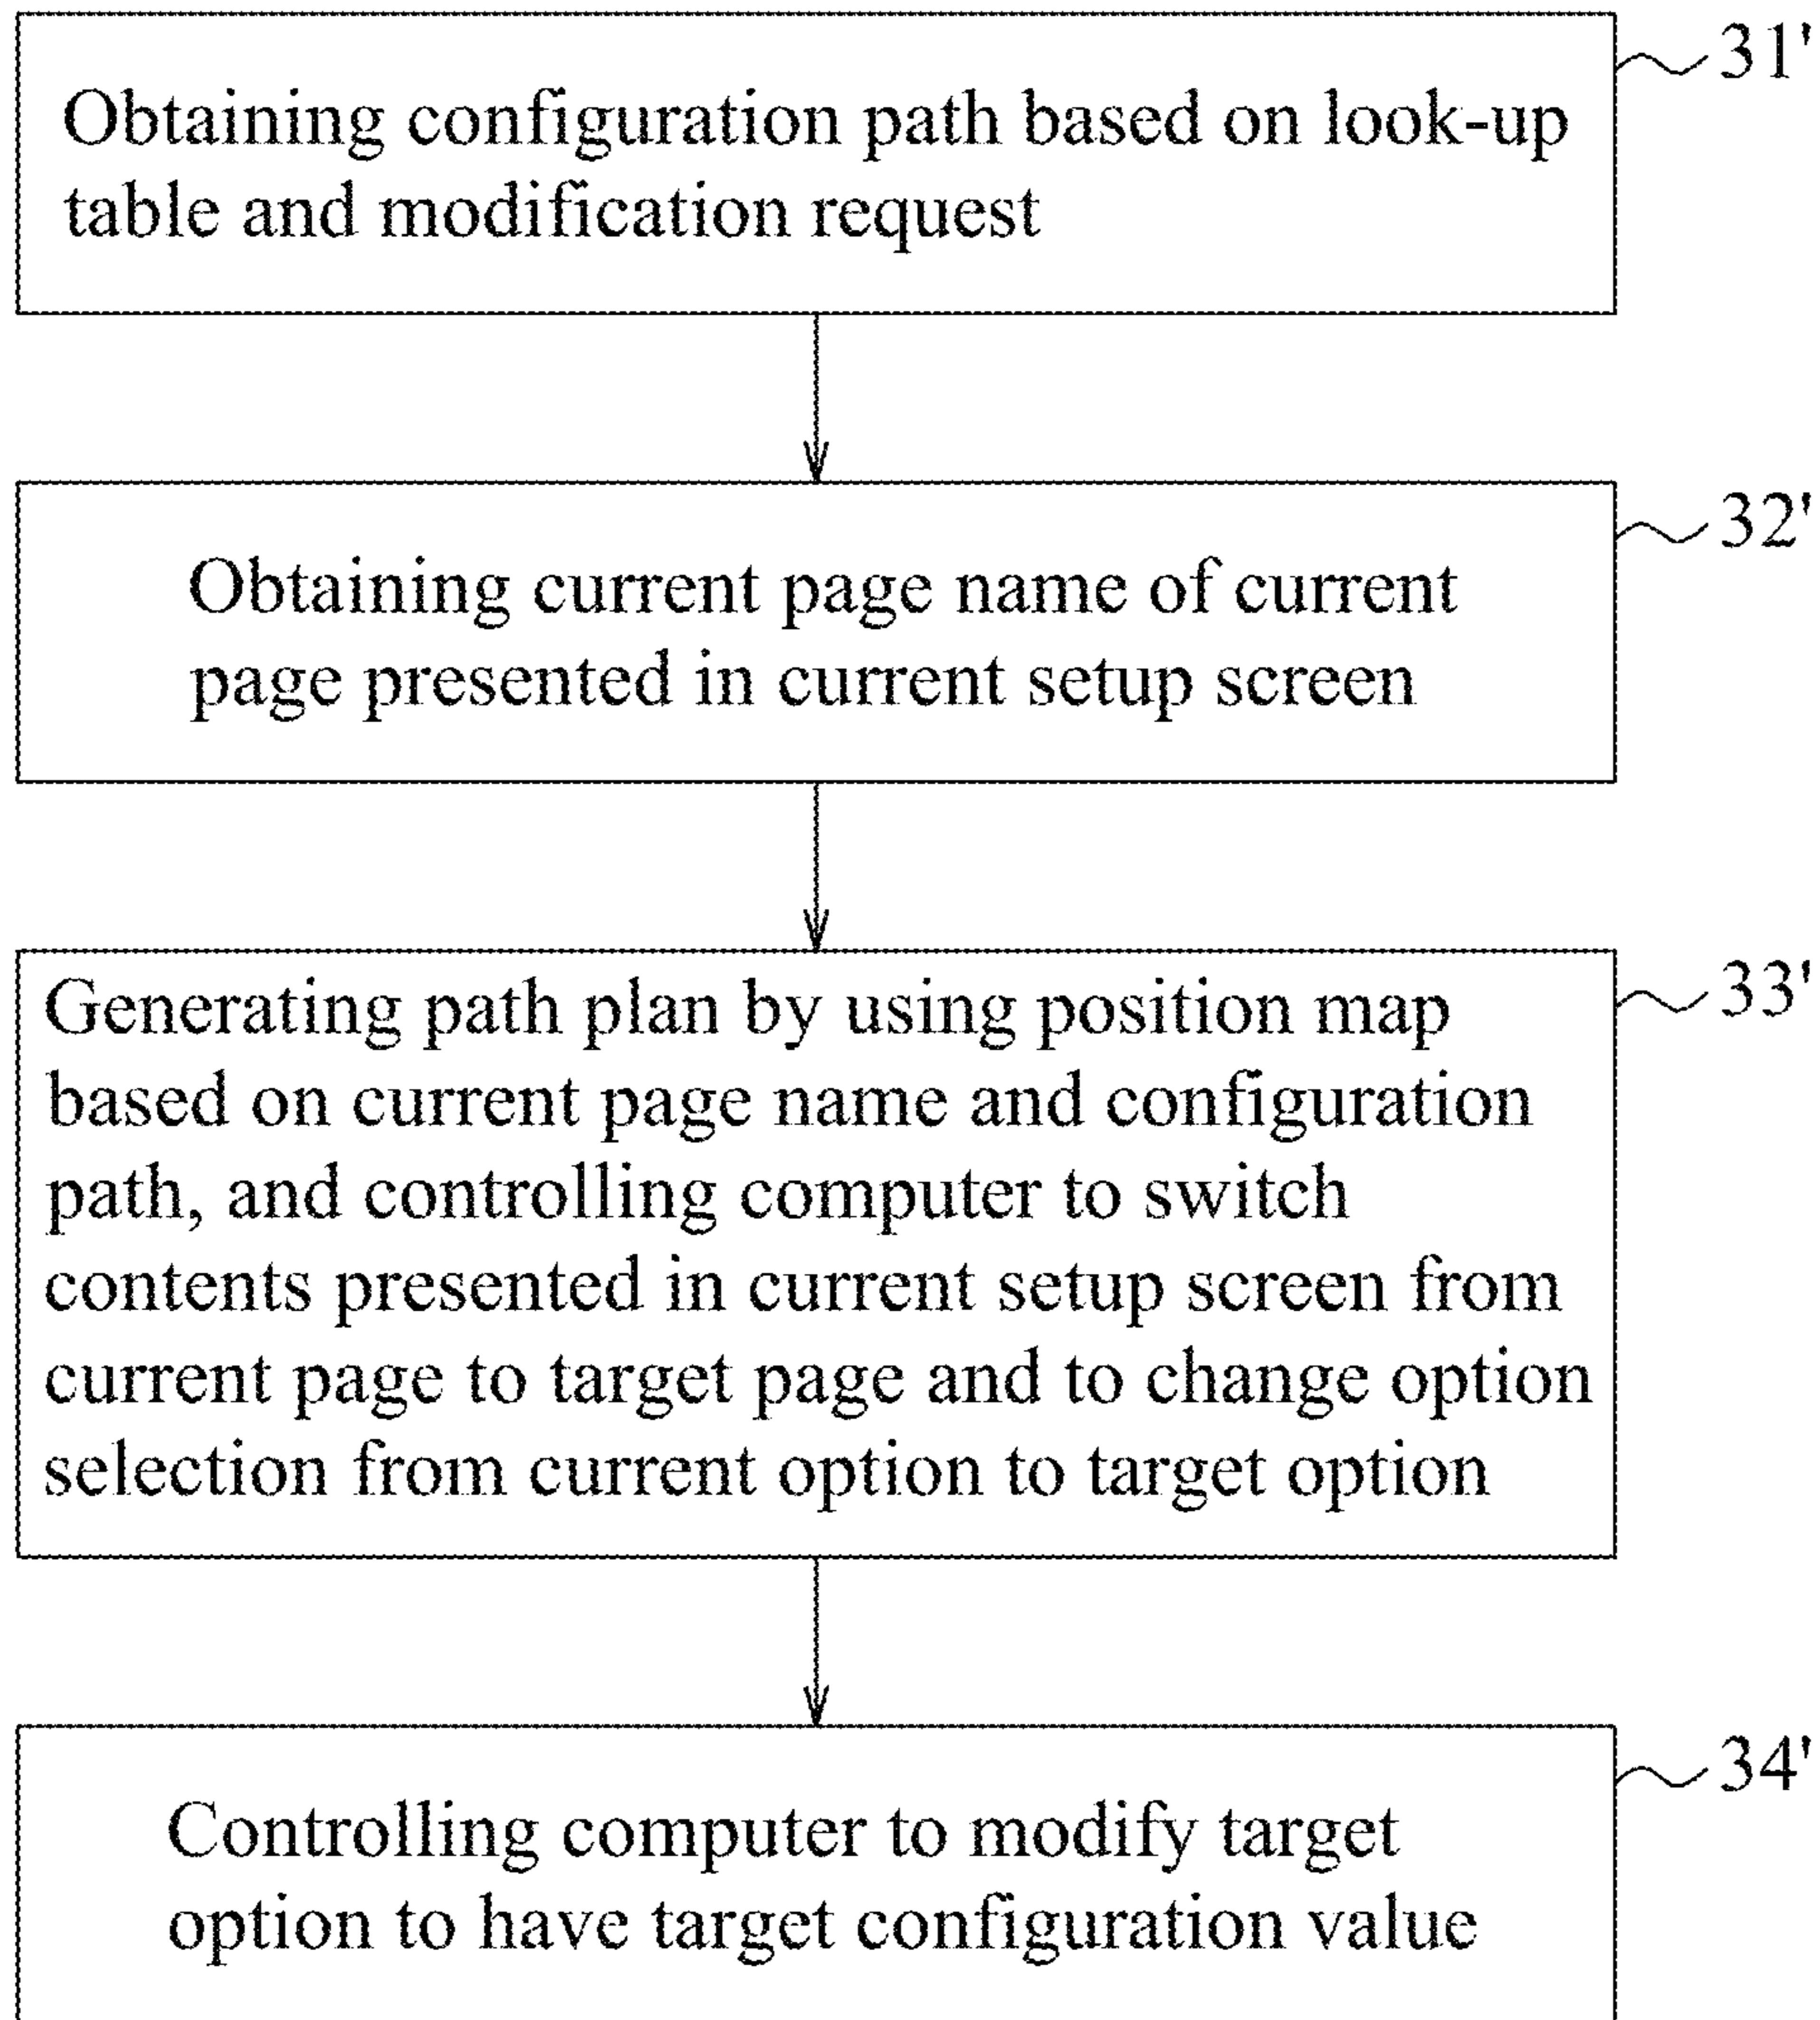 31'
Obtaining configuration path based on look-up
table and modification request
32'
Obtaining current page name of current
page presented in current setup screen
33'
Generating path plan by using position map
based on current page name and configuration
path, and controlling computer to switch
contents presented in current setup screen from
current page to target page and to change option
selection from current option to target option
34'
Controlling computer to modify target
option to have target configuration value